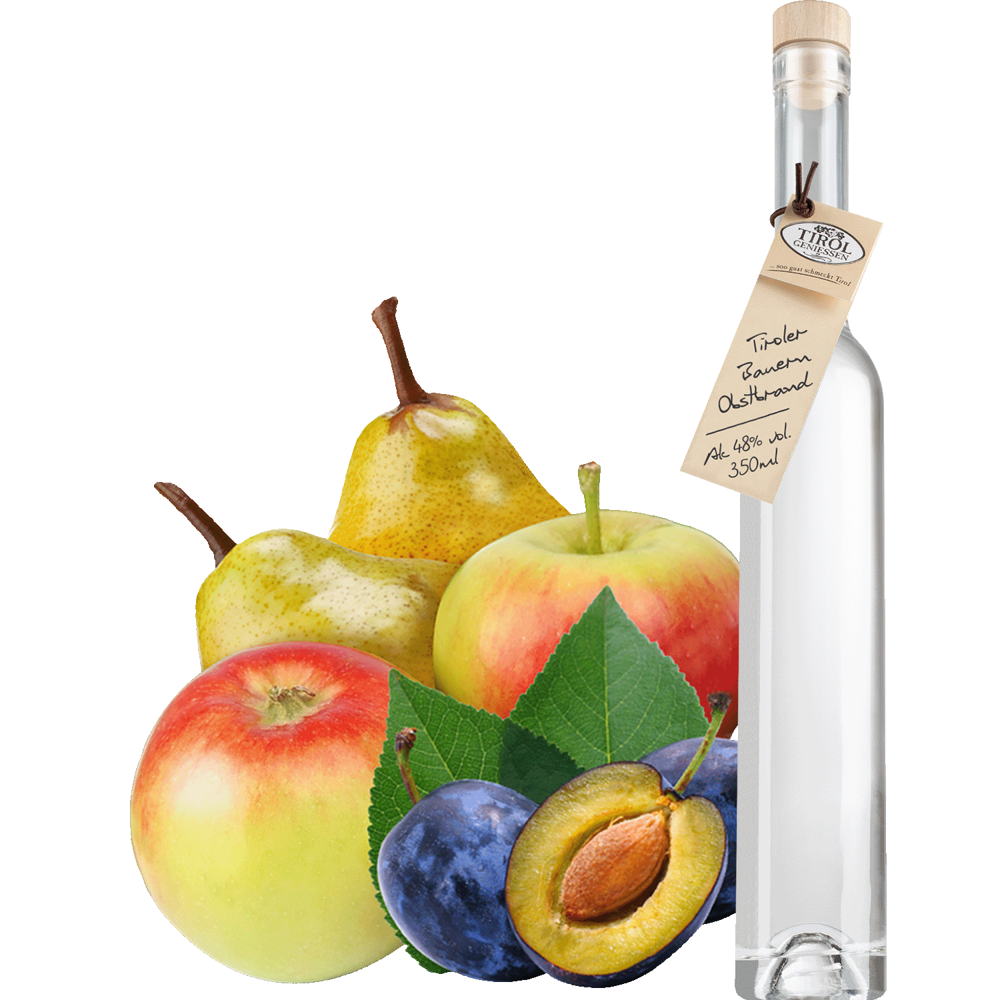 TIROL
GENIESSEN
... soo guat schmeckt Tirol
Tiroler
Bauern
Obstbrand
Alc 48% vol.
350ml